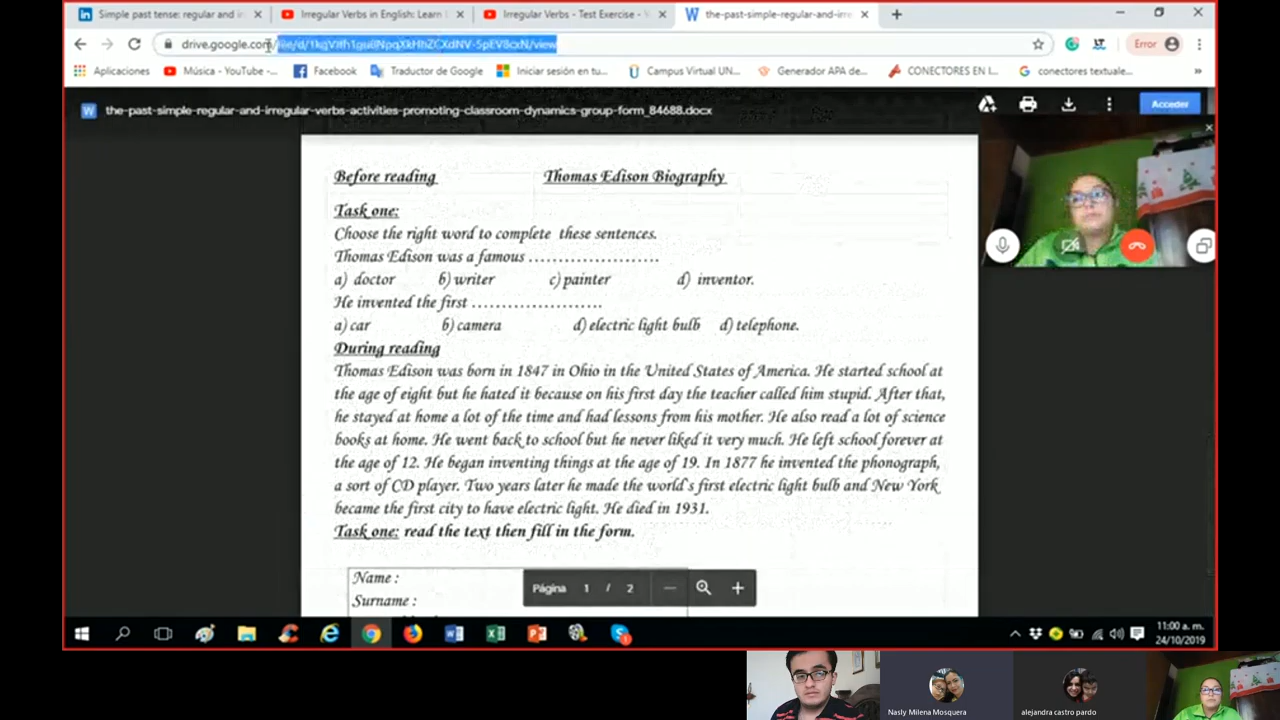 Simple past tense: regular and ir
Irregular Verbs in English: Learn
Irregular Verbs - Test Exercise -
the-past-simple-regular-and-irre
drive.google.com/
/view
Error
Aplicaciones
Música - YouTube -...
Facebook
Traductor de Google
Iniciar sesión en tu...
Campus Virtual UN...
Generador APA de...
CONECTORES EN I...
conectores textuale...
»
the-past-simple-regular-and-irregular-verbs-activities-promoting-classroom-dynamics-group-form_84688.docx
Acceder
Before reading Thomas Edison Biography
Task one:
Choose the right word to complete these sentences.
Thomas Edison was a famous ........................
a) doctor b) writer c) painter d) inventor.
He invented the first ........................
a) car b) camera d) electric light bulb d) telephone.
During reading
Thomas Edison was born in 1847 in Ohio in the United States of America. He started school at
the age of eight but he hated it because on his first day the teacher called him stupid. After that,
he stayed at home a lot of the time and had lessons from his mother. He also read a lot of science
books at home. He went back to school but he never liked it very much. He left school forever at
the age of 12. He began inventing things at the age of 19. In 1877 he invented the phonograph,
a sort of CD player. Two years later he made the world's first electric light bulb and New York
became the first city to have electric light. He died in 1931.
Task one: read the text then fill in the form.
Name :
Surname :
Página 1 / 2
11:00 a. m.
24/10/2019
Nasly Milena Mosquera
alejandra castro pardo